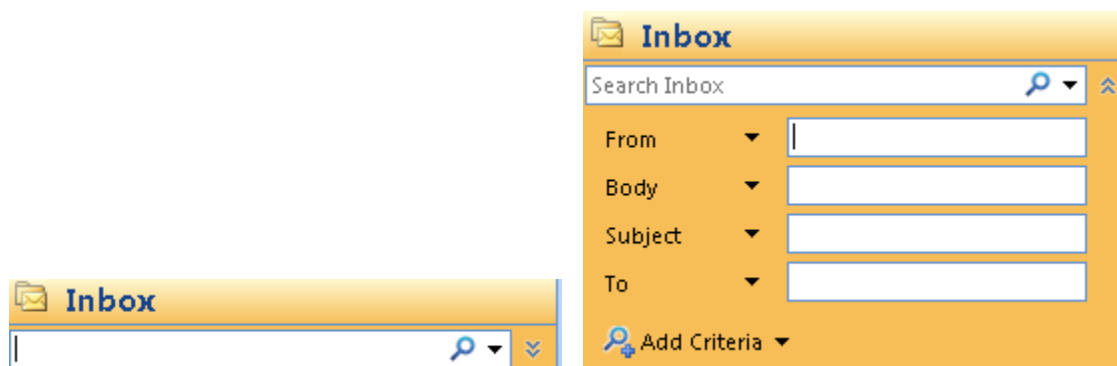 Inbox
Inbox
Search Inbox
From
Body
Subject
To
Add Criteria